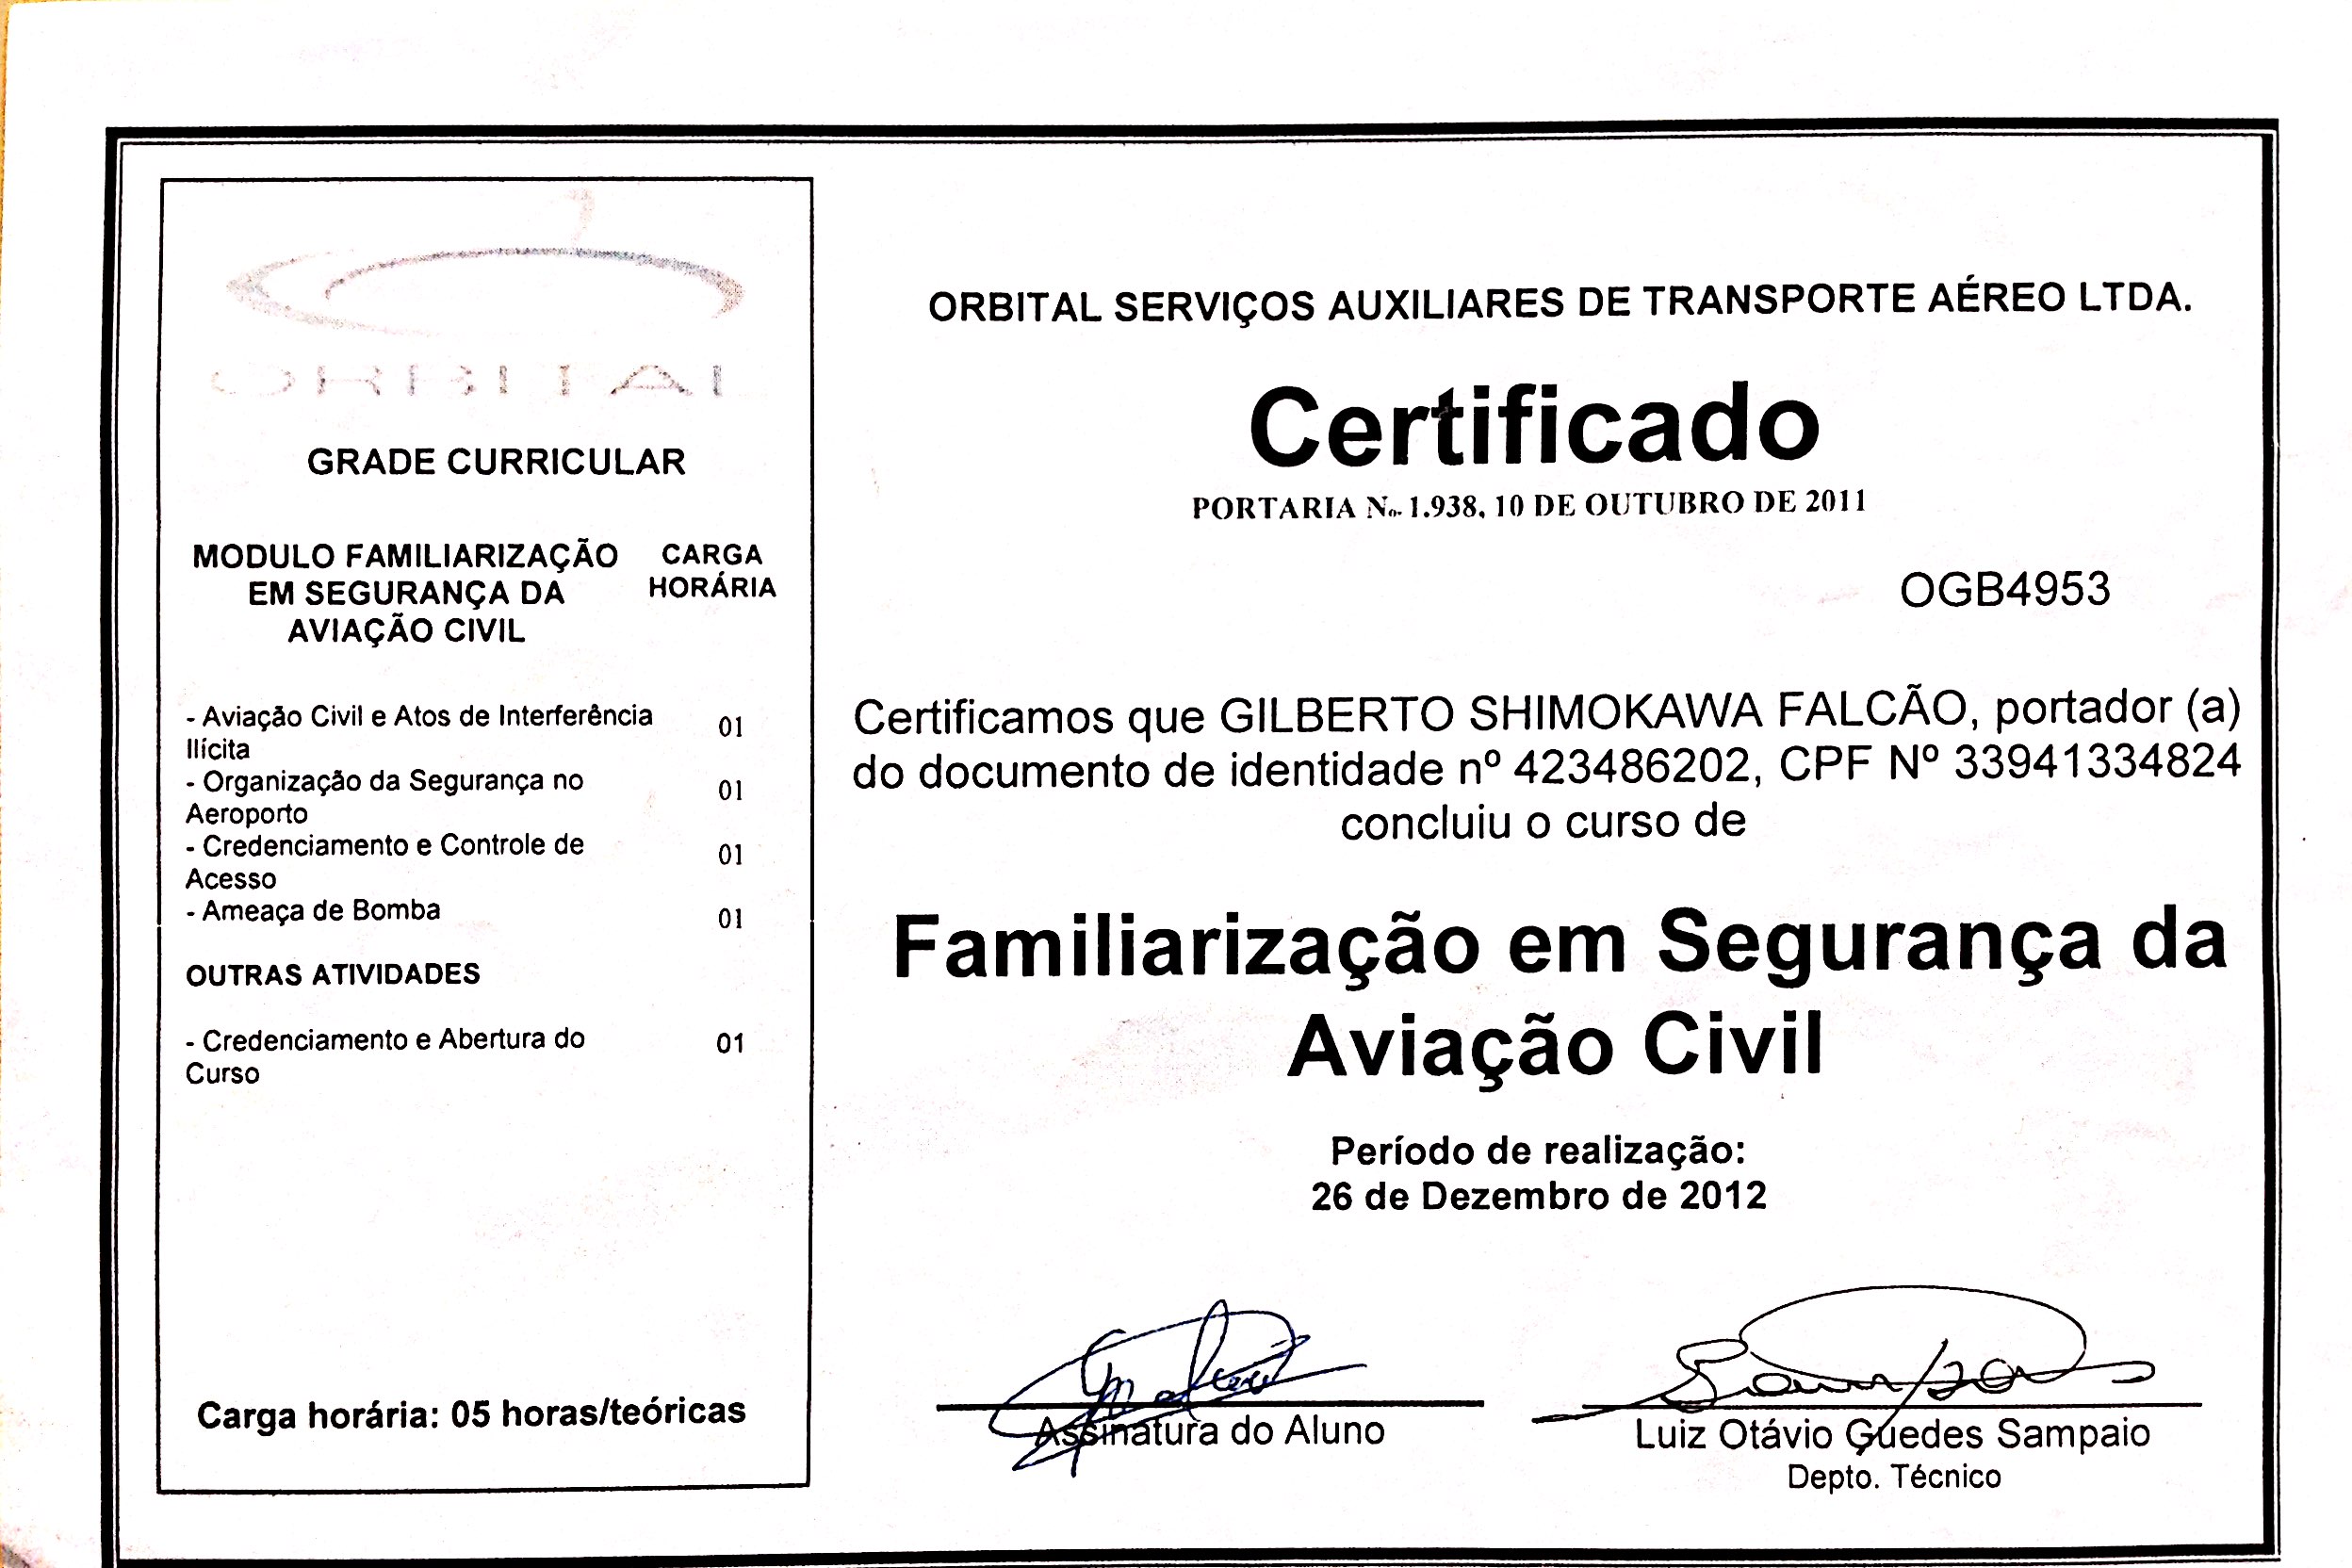 GRADE CURRICULAR
MODULO FAMILIARIZAÇÃO
EM SEGURANÇA DA
AVIAÇÃO CIVIL
CARGA
HORÁRIA
- Aviação Civil e Atos de Interferência
Ilícita
01
- Organização da Segurança no
Aeroporto
01
- Credenciamento e Controle de
Acesso
01
- Ameaça de Bomba
01
OUTRAS ATIVIDADES
- Credenciamento e Abertura do
Curso
01
Carga horária: 05 horas/teóricas
ORBITAL SERVIÇOS AUXILIARES DE TRANSPORTE AÉREO LTDA.
Certificado
PORTARIA No. 1.938, 10 DE OUTUBRO DE 2011
OGB4953
Certificamos que GILBERTO SHIMOKAWA FALCÃO, portador (a)
do documento de identidade nº 423486202, CPF Nº 33941334824
concluiu o curso de
Familiarização em Segurança da
Aviação Civil
Período de realização:
26 de Dezembro de 2012
Assinatura do Aluno
Luiz Otávio Guedes Sampaio
Depto. Técnico